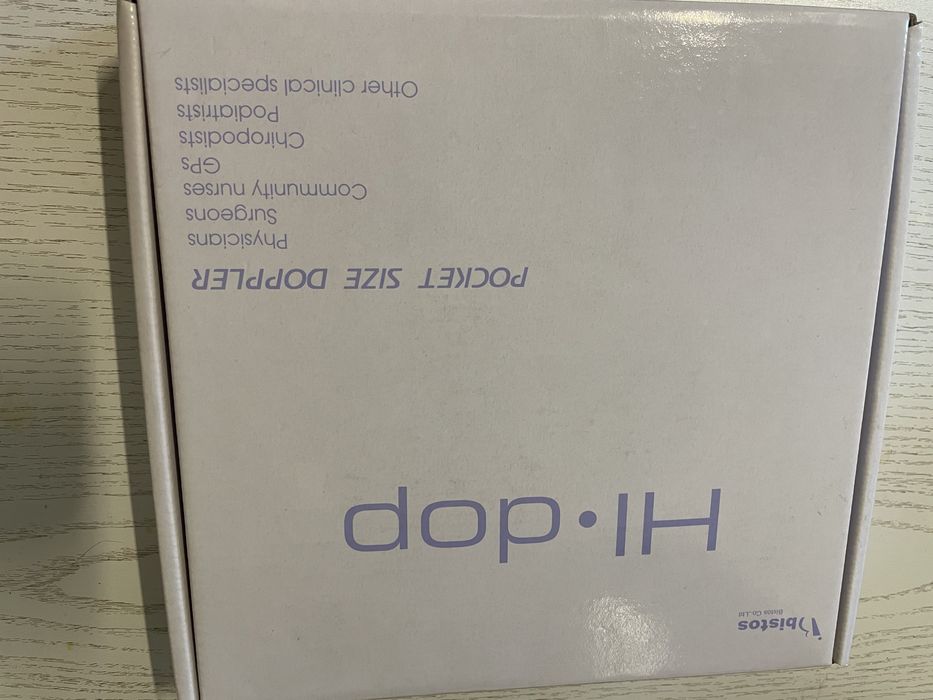 bistos
Bistos Co.,Ltd
HI•dop
POCKET SIZE DOPPLER
Physicians
Surgeons
Community nurses
GPs
Chiropodists
Podiatrists
Other clinical specialists